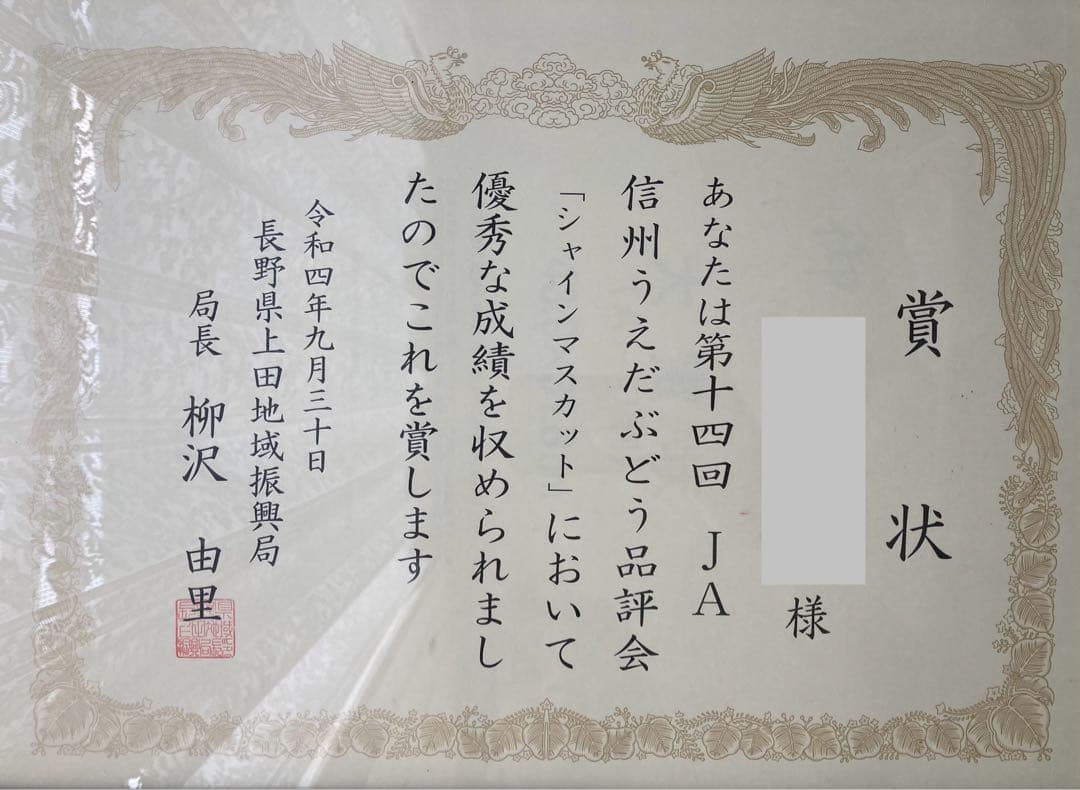 賞状
様
あなたは第十四回 JA
信州うえだぶどう品評会
「シャインマスカット」において
優秀な成績を収められまし
たのでこれを賞します
令和四年九月三十日
長野県上田地域振興局
局長 柳沢 由里